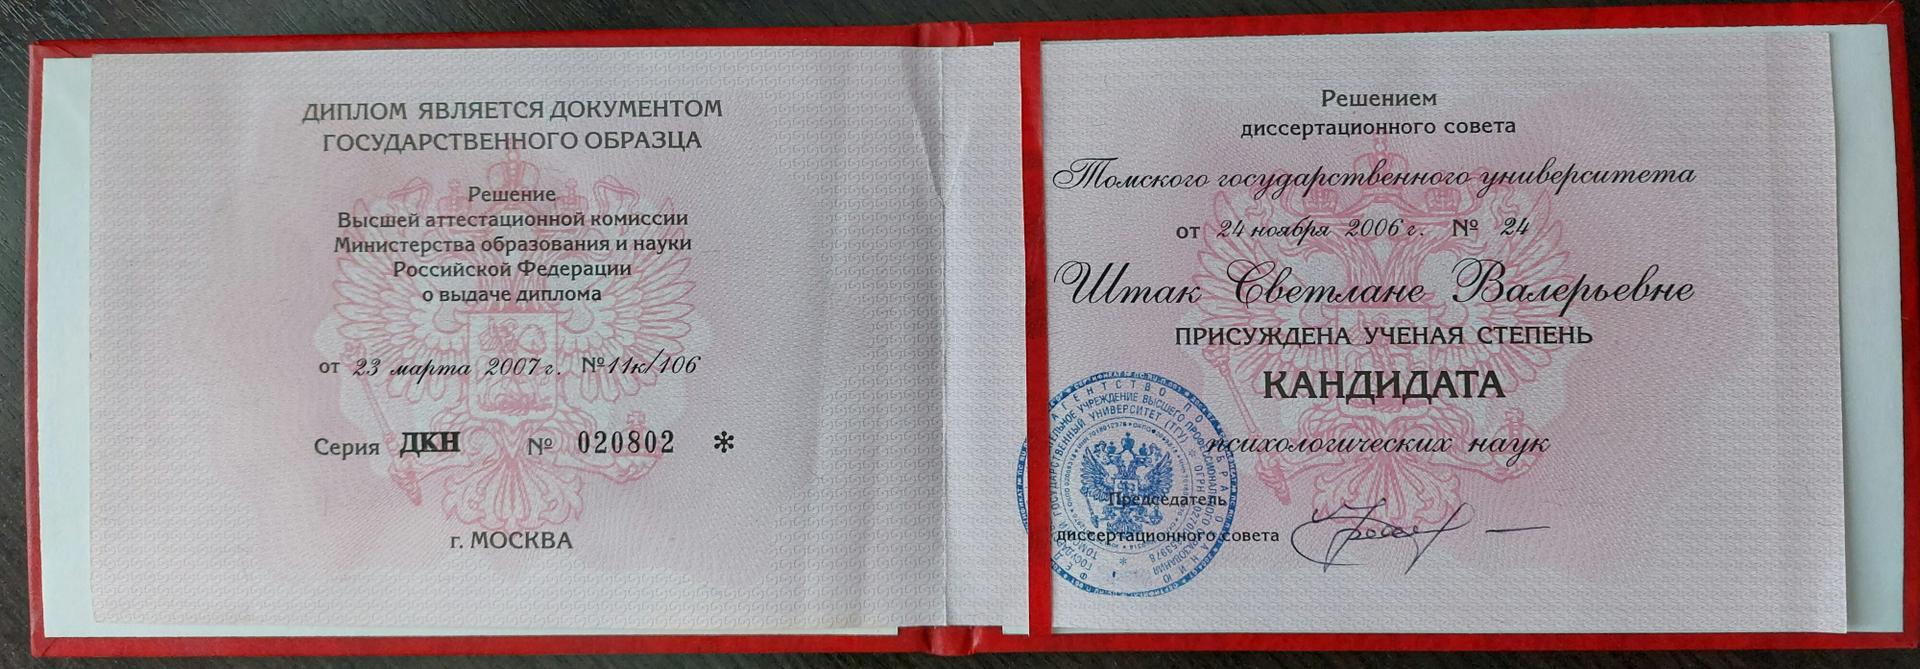 ДИПЛОМ ЯВЛЯЕТСЯ ДОКУМЕНТОМ
ГОСУДАРСТВЕННОГО ОБРАЗЦА
Решение
Высшей аттестационной комиссии
Министерства образования и науки
Российской Федерации
о выдаче диплома
от 23 марта 2007 г. №11к/106
Серия ДКН № 020802 *
г. МОСКВА
Решением
диссертационного совета
Томского государственного университета
от 24 ноября 2006 г. № 24
Штак Светлане Валерьевне
ПРИСУЖДЕНА УЧЕНАЯ СТЕПЕНЬ
КАНДИДАТА
психологических наук
Председатель
диссертационного совета